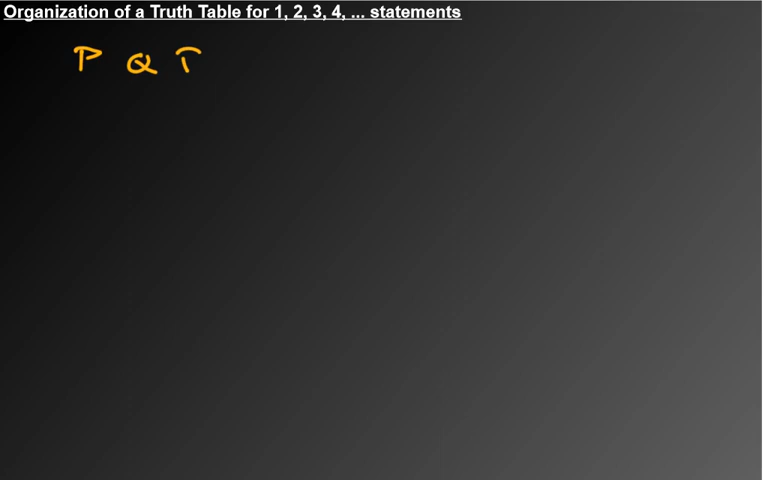 Organization of a Truth Table for 1, 2, 3, 4, ... statements
P Q